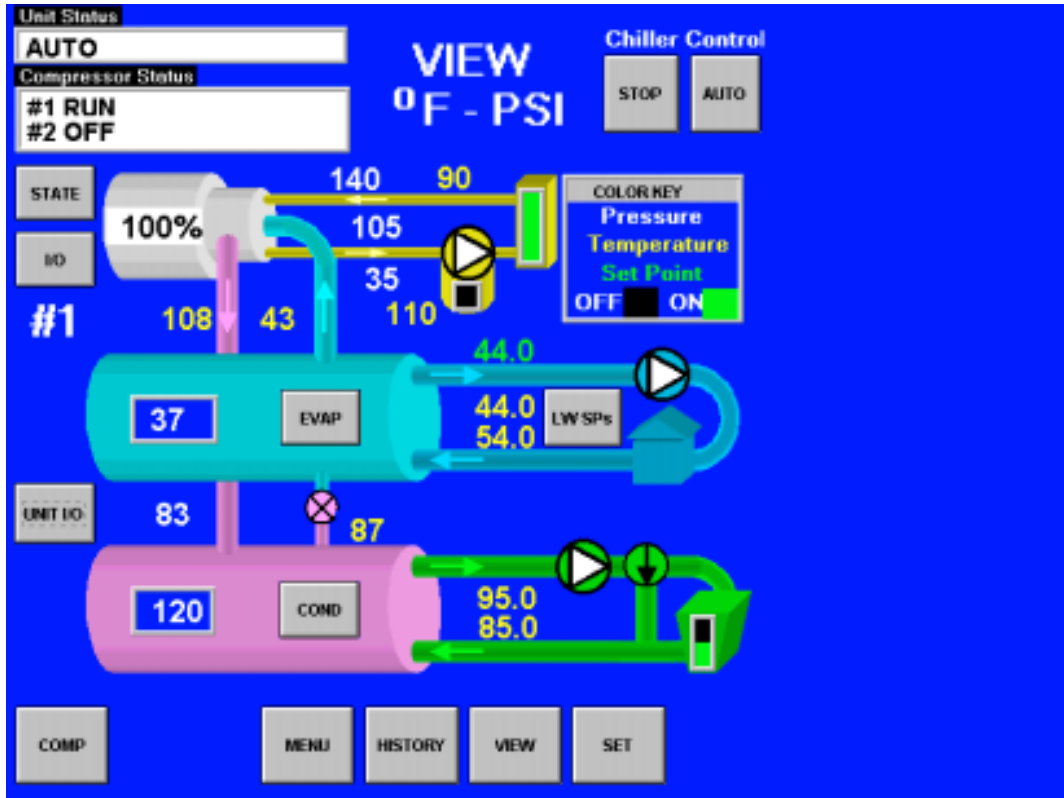 Unit Status
AUTO
Compressor Status
#1 RUN
#2 OFF
VIEW
⁰F - PSI
Chiller Control
STOP
AUTO
STATE
I/O
#1
100%
140
90
105
35
110
COLOR KEY
Pressure
Temperature
Set Point
OFF ON
108
43
44.0
37
EVAP
44.0
54.0
LW SPs
UNIT I/O
83
87
120
COND
95.0
85.0
COMP
MENU
HISTORY
VIEW
SET